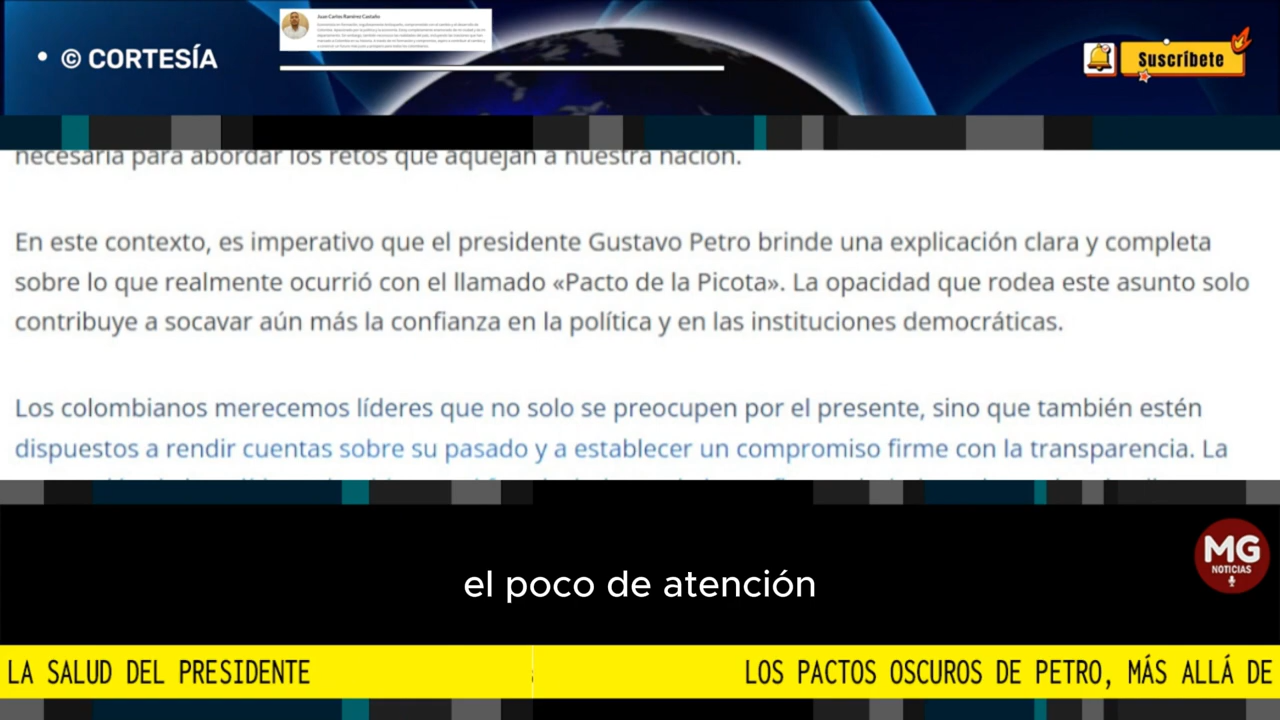 Juan Carlos Ramírez Castaño
• © CORTESÍA
Suscríbete
necesaria para abordar los retos que aquejan a nuestra nación.
En este contexto, es imperativo que el presidente Gustavo Petro brinde una explicación clara y completa
sobre lo que realmente ocurrió con el llamado «Pacto de la Picota». La opacidad que rodea este asunto solo
contribuye a socavar aún más la confianza en la política y en las instituciones democráticas.
Los colombianos merecemos líderes que no solo se preocupen por el presente, sino que también estén
dispuestos a rendir cuentas sobre su pasado y a establecer un compromiso firme con la transparencia. La
MG
NOTICIAS
el poco de atención
LA SALUD DEL PRESIDENTE
LOS PACTOS OSCUROS DE PETRO, MÁS ALLÁ DE